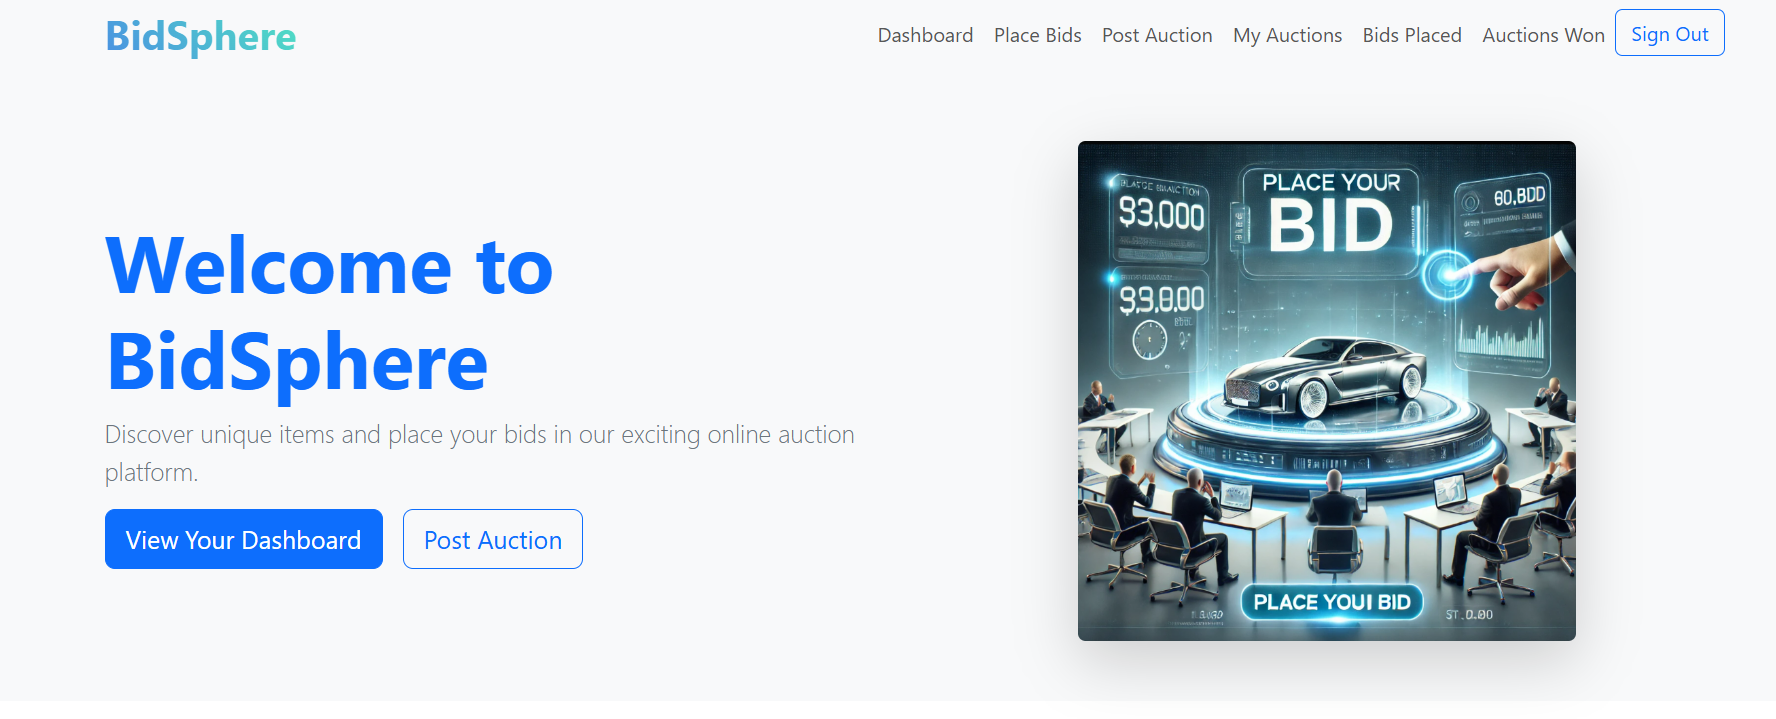 BidSphere
Dashboard Place Bids Post Auction My Auctions Bids Placed Auctions Won Sign Out
Welcome to
BidSphere
Discover unique items and place your bids in our exciting online auction
platform.
View Your Dashboard Post Auction
PLACE YOUR
BID
$3,000
60,BDD
$3,8,00
PLACE YOUI BID
ST.0.00